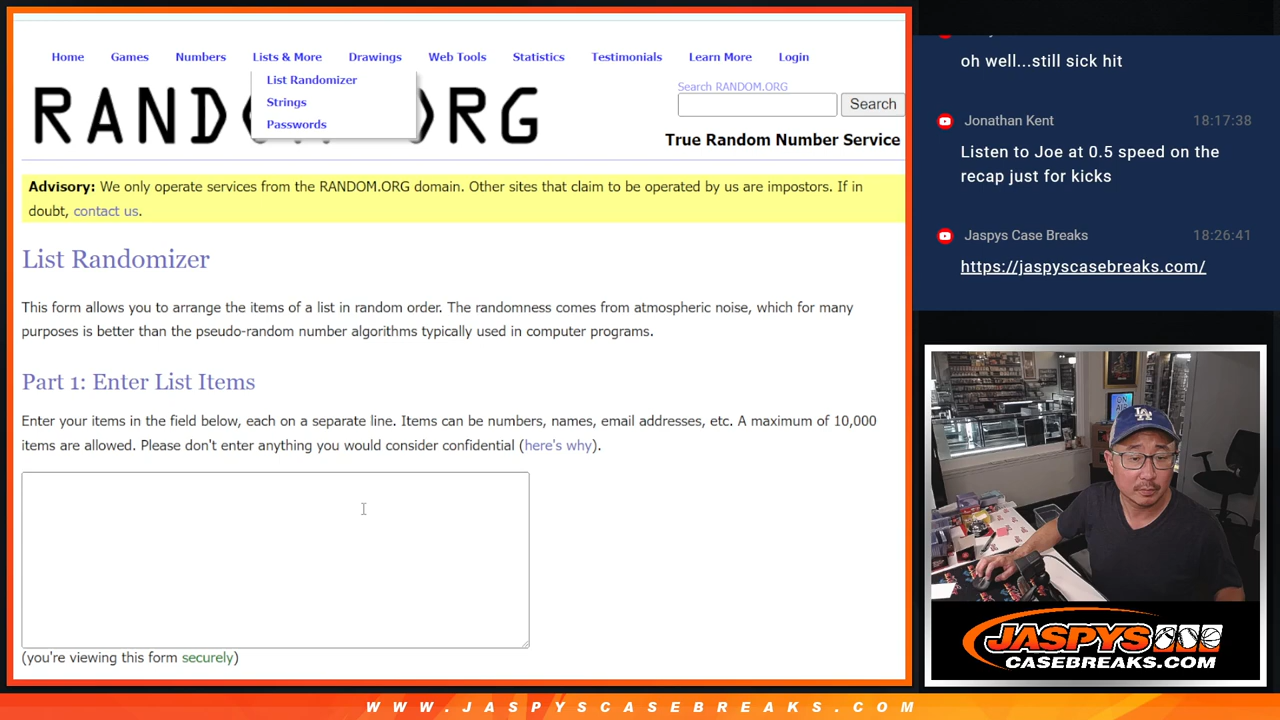 Home Games Numbers Lists & More Drawings Web Tools Statistics Testimonials Learn More Login
List Randomizer
Strings
Passwords
RANDOM.ORG
Search RANDOM.ORG
Search
True Random Number Service
Advisory: We only operate services from the RANDOM.ORG domain. Other sites that claim to be operated by us are impostors. If in
doubt, contact us.
List Randomizer
This form allows you to arrange the items of a list in random order. The randomness comes from atmospheric noise, which for many
purposes is better than the pseudo-random number algorithms typically used in computer programs.
Part 1: Enter List Items
Enter your items in the field below, each on a separate line. Items can be numbers, names, email addresses, etc. A maximum of 10,000
items are allowed. Please don't enter anything you would consider confidential (here's why).
(you're viewing this form securely)
oh well...still sick hit
Jonathan Kent 18:17:38
Listen to Joe at 0.5 speed on the
recap just for kicks
Jaspys Case Breaks 18:26:41
https://jaspyscasebreaks.com/
JASPYS
CASEBREAKS.COM
WWW.JASPYSCASEBREAKS.COM